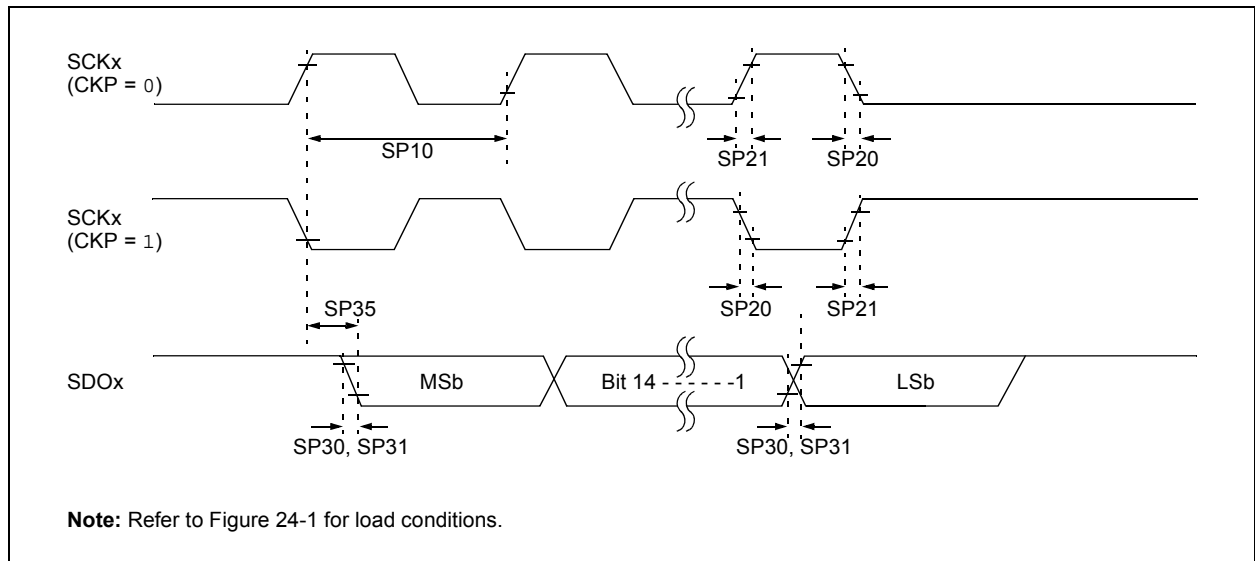 SCKx
(CKP = 0)
SP10
SP21
SP20
SCKx
(CKP = 1)
SP35
SP20
SP21
SDOx
MSb
Bit 14 - - - - - -1
LSb
SP30, SP31
SP30, SP31
Note: Refer to Figure 24-1 for load conditions.